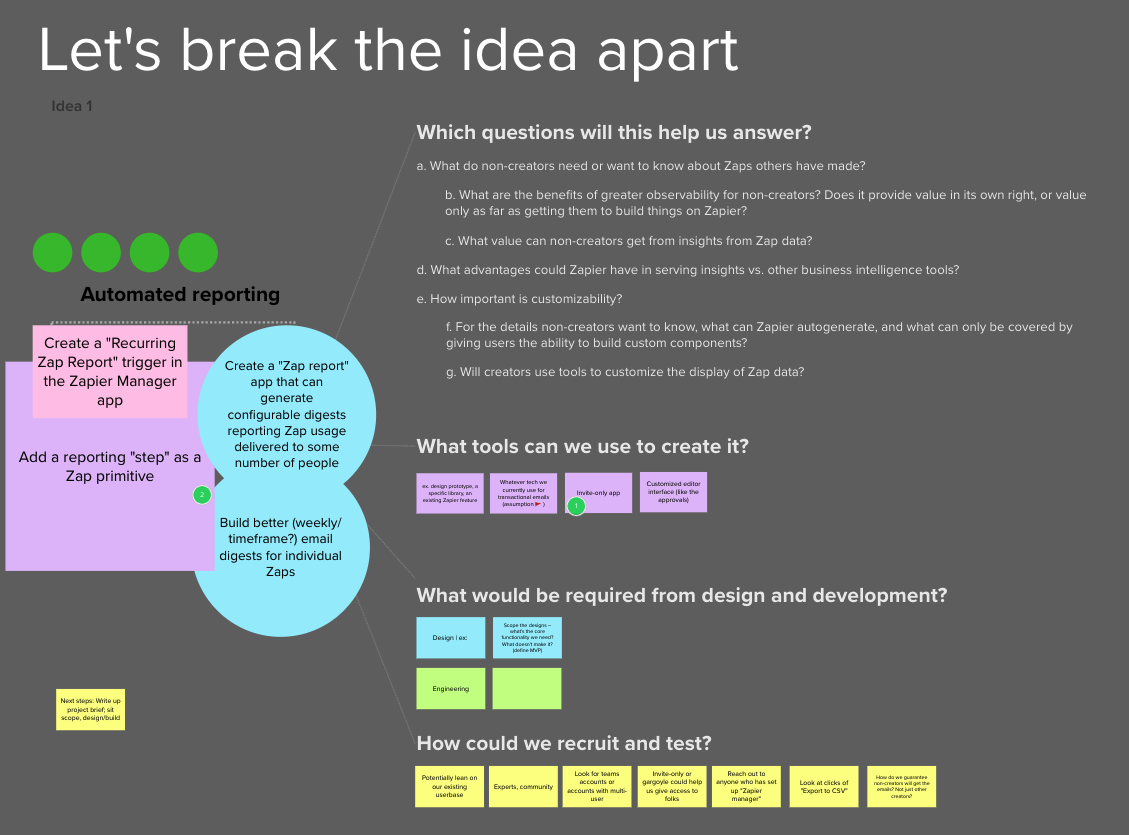 Let's break the idea apart
Idea 1
Which questions will this help us answer?
a. What do non-creators need or want to know about Zaps others have made?
b. What are the benefits of greater observability for non-creators? Does it provide value in its own right, or value
only as far as getting them to build things on Zapier?
c. What value can non-creators get from insights from Zap data?
d. What advantages could Zapier have in serving insights vs. other business intelligence tools?
e. How important is customizability?
f. For the details non-creators want to know, what can Zapier autogenerate, and what can only be covered by
giving users the ability to build custom components?
g. Will creators use tools to customize the display of Zap data?
Automated reporting
Create a "Recurring
Zap Report" trigger in
the Zapier Manager
app
Add a reporting "step" as a
Zap primitive
2
Create a "Zap report"
app that can
generate
configurable digests
reporting Zap usage
delivered to some
number of people
Build better (weekly/
timeframe?) email
digests for individual
Zaps
What tools can we use to create it?
ex. design prototype, a
specific library, an
existing Zapier feature
Whatever tech we
currently use for
transactional emails
(assumption 🚩 )
Invite-only app
1
Customized editor
interface (like the
approvals)
What would be required from design and development?
Design | ex:
Scope the designs –
what's the core
functionality we need?
What doesn't make it?
(define MVP)
Engineering
Next steps: Write up
project brief; sit
scope, design/build
How could we recruit and test?
Potentially lean on
our existing
userbase
Experts, community
Look for teams
accounts or
accounts with multi-
user
Invite-only or
gargoyle could help
us give access to
folks
Reach out to
anyone who has set
up "Zapier
manager"
Look at clicks of
"Export to CSV"
How do we guarantee
non-creators will get the
emails? Not just other
creators?